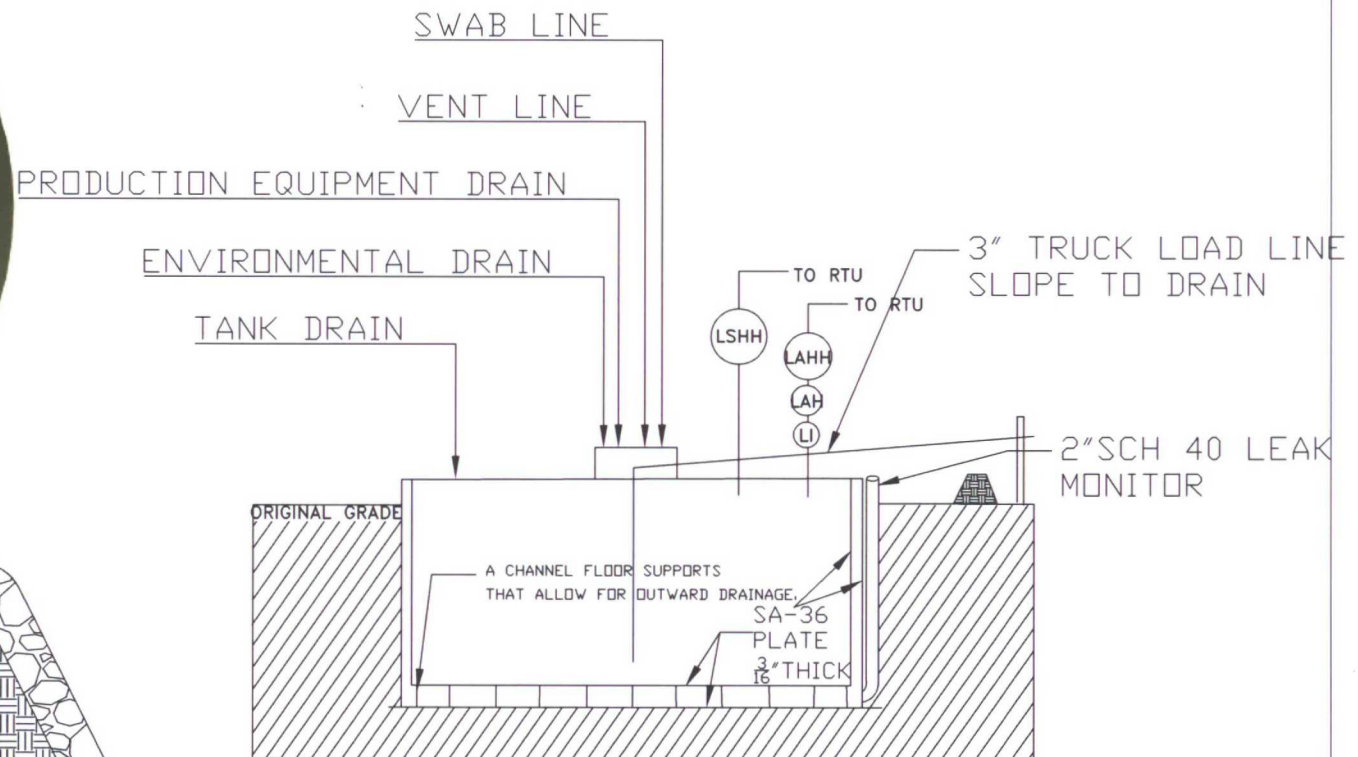 SWAB LINE
VENT LINE
PRODUCTION EQUIPMENT DRAIN
ENVIRONMENTAL DRAIN
TANK DRAIN
TO RTU
TO RTU
3" TRUCK LOAD LINE
SLOPE TO DRAIN
LSHH
LAHH
LAH
LI
2"SCH 40 LEAK
MONITOR
ORIGINAL GRADE
A CHANNEL FLOOR SUPPORTS
THAT ALLOW FOR OUTWARD DRAINAGE.
SA-36
PLATE
3/16"THICK